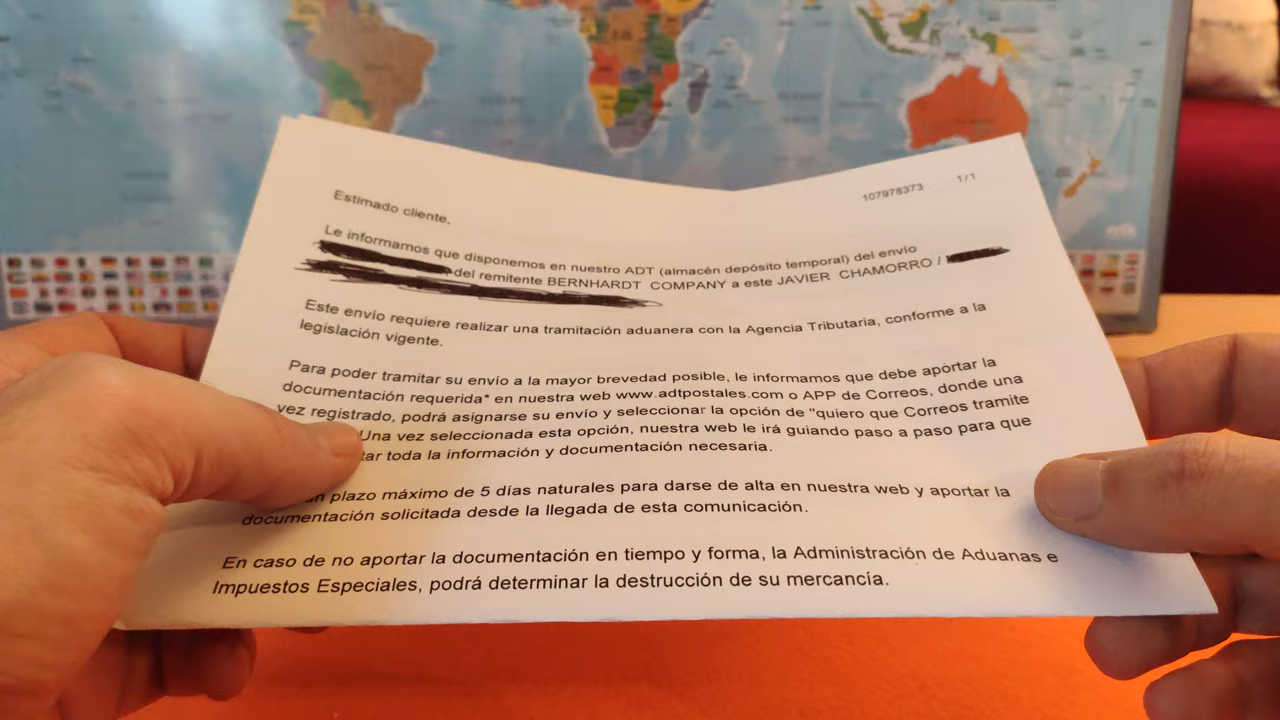 107978373 1/1
Estimado cliente,
Le informamos que disponemos en nuestro ADT (almacén depósito temporal) del envío
del remitente BERNHARDT COMPANY a este JAVIER CHAMORRO /
Este envío requiere realizar una tramitación aduanera con la Agencia Tributaria, conforme a la
legislación vigente.
Para poder tramitar su envío a la mayor brevedad posible, le informamos que debe aportar la
documentación requerida* en nuestra web www.adtpostales.com o APP de Correos, donde una
vez registrado, podrá asignarse su envío y seleccionar la opción de "quiero que Correos tramite
Una vez seleccionada esta opción, nuestra web le irá guiando paso a paso para que
tar toda la información y documentación necesaria.
un plazo máximo de 5 días naturales para darse de alta en nuestra web y aportar la
documentación solicitada desde la llegada de esta comunicación.
En caso de no aportar la documentación en tiempo y forma, la Administración de Aduanas e
Impuestos Especiales, podrá determinar la destrucción de su mercancía.